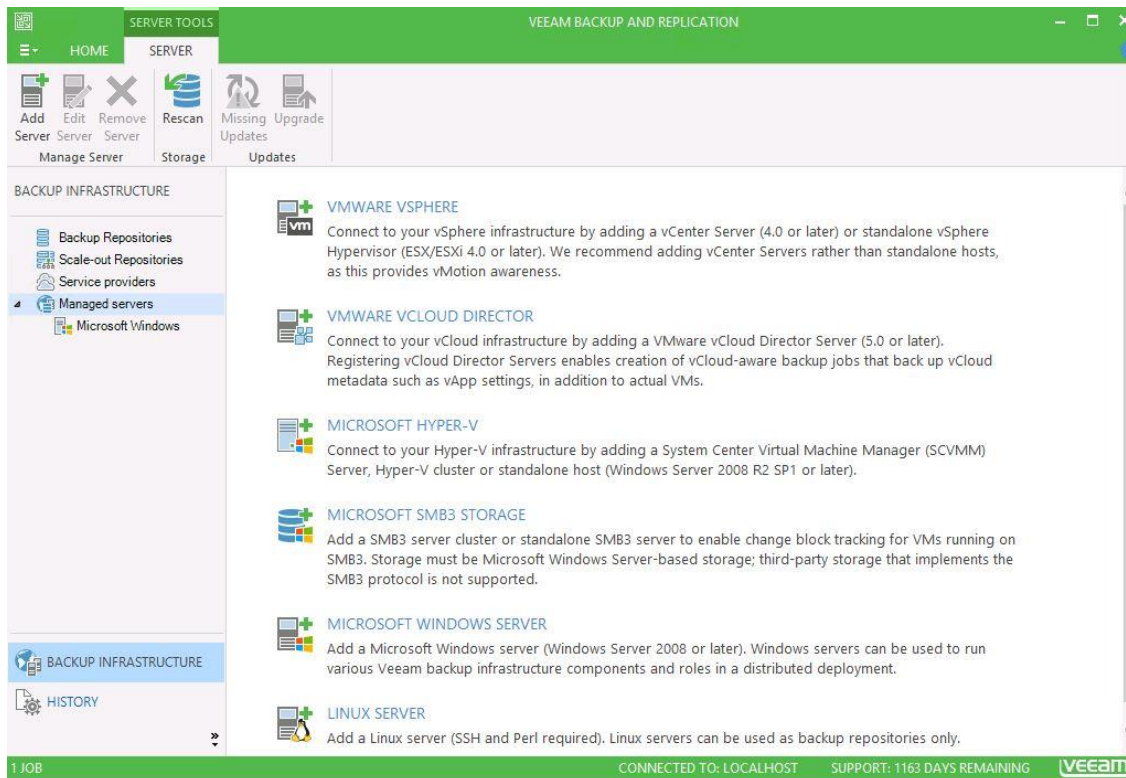 SERVER TOOLS
VEEAM BACKUP AND REPLICATION
HOME
SERVER
Add Server
Edit Server
Remove Server
Rescan
Missing Updates
Upgrade
Manage Server
Storage
Updates
BACKUP INFRASTRUCTURE
Backup Repositories
Scale-out Repositories
Service providers
Managed servers
Microsoft Windows
BACKUP INFRASTRUCTURE
HISTORY
VMWARE VSPHERE
vm
Connect to your vSphere infrastructure by adding a vCenter Server (4.0 or later) or standalone vSphere
Hypervisor (ESX/ESXi 4.0 or later). We recommend adding vCenter Servers rather than standalone hosts,
as this provides vMotion awareness.
VMWARE VCLOUD DIRECTOR
Connect to your vCloud infrastructure by adding a VMware vCloud Director Server (5.0 or later).
Registering vCloud Director Servers enables creation of vCloud-aware backup jobs that back up vCloud
metadata such as vApp settings, in addition to actual VMs.
MICROSOFT HYPER-V
Connect to your Hyper-V infrastructure by adding a System Center Virtual Machine Manager (SCVMM)
Server, Hyper-V cluster or standalone host (Windows Server 2008 R2 SP1 or later).
MICROSOFT SMB3 STORAGE
Add a SMB3 server cluster or standalone SMB3 server to enable change block tracking for VMs running on
SMB3. Storage must be Microsoft Windows Server-based storage; third-party storage that implements the
SMB3 protocol is not supported.
MICROSOFT WINDOWS SERVER
Add a Microsoft Windows server (Windows Server 2008 or later). Windows servers can be used to run
various Veeam backup infrastructure components and roles in a distributed deployment.
LINUX SERVER
Add a Linux server (SSH and Perl required). Linux servers can be used as backup repositories only.
1 JOB
CONNECTED TO: LOCALHOST
SUPPORT: 1163 DAYS REMAINING
veeam